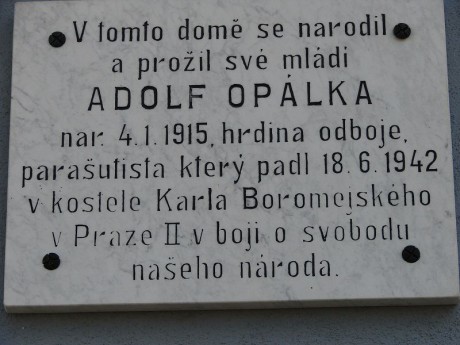 V tomto domě se narodil
a prožil své mládí
ADOLF OPÁLKA
nar. 4.1.1915, hrdina odboje,
parašutista který padl 18.6.1942
v kostele Karla Boromejského
v Praze II v boji o svobodu
našeho národa.